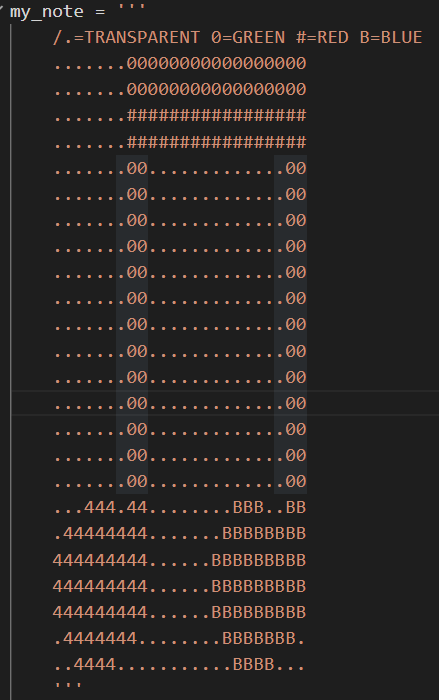 my_note = '''
/.=TRANSPARENT 0=GREEN #=RED B=BLUE
.......00000000000000000
.......00000000000000000
.......#################
.......#################
.......00.............00
.......00.............00
.......00.............00
.......00.............00
.......00.............00
.......00.............00
.......00.............00
.......00.............00
.......00.............00
.......00.............00
.......00.............00
.......00.............00
.......00.............00
...444.44........BBB..BB
.44444444.......BBBBBBBB
444444444......BBBBBBBBB
444444444......BBBBBBBBB
444444444......BBBBBBBBB
.4444444........BBBBBBB.
..4444...........BBBB...
'''